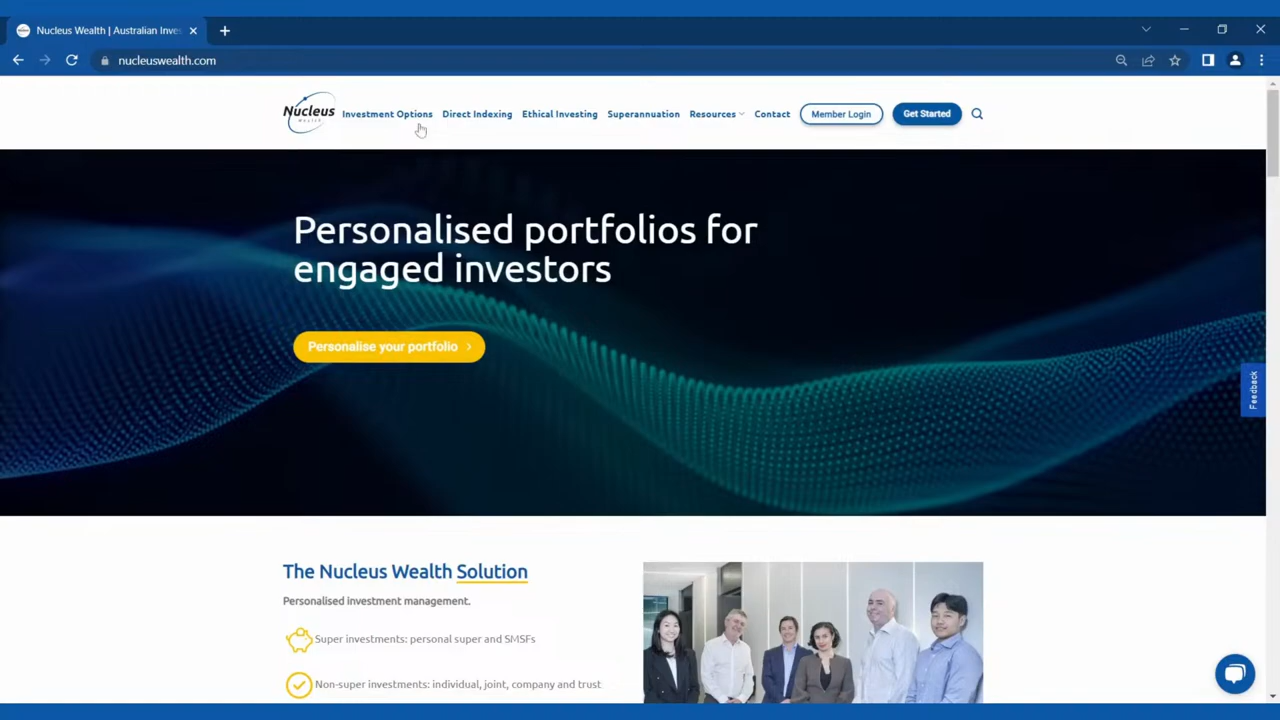 Nucleus Wealth | Australian Inves
nucleuswealth.com
Nucleus
WEALTH
Investment Options
Direct Indexing
Ethical Investing
Superannuation
Resources
Contact
Member Login
Get Started
Personalised portfolios for
engaged investors
Personalise your portfolio
Feedback
The Nucleus Wealth Solution
Personalised investment management.
Super investments: personal super and SMSFs
Non-super investments: individual, joint, company and trust